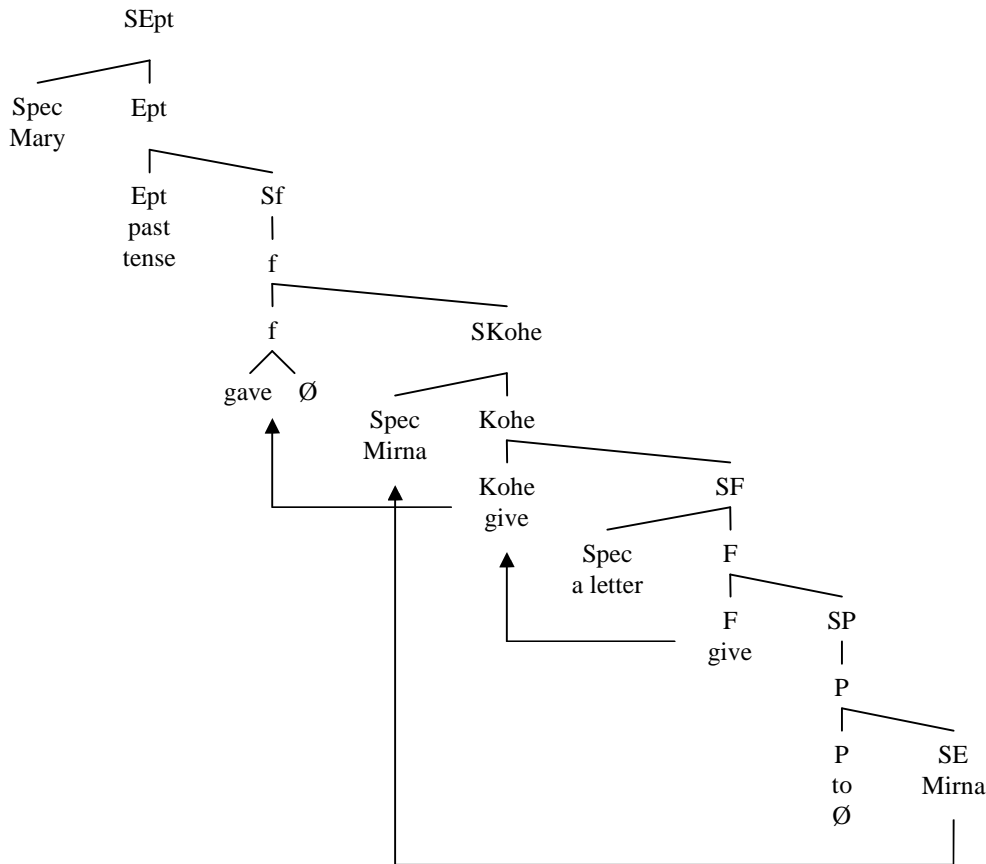 SEpt
Spec Ept
Mary
Ept Sf
past
tense
f
f SKohe
gave Ø
Spec Kohe
Mirna
Kohe SF
give
Spec F
a letter
F SP
give
P
P SE
to Mirna
Ø